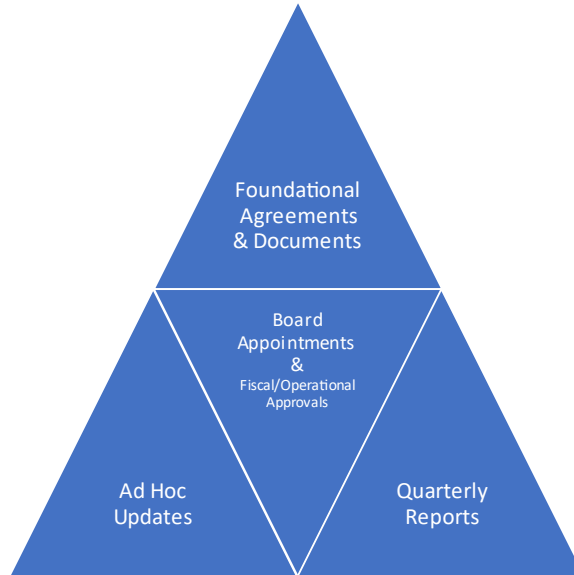 Foundational
Agreements
& Documents
Board
Appointments
&
Fiscal/Operational
Approvals
Ad Hoc
Updates
Quarterly
Reports